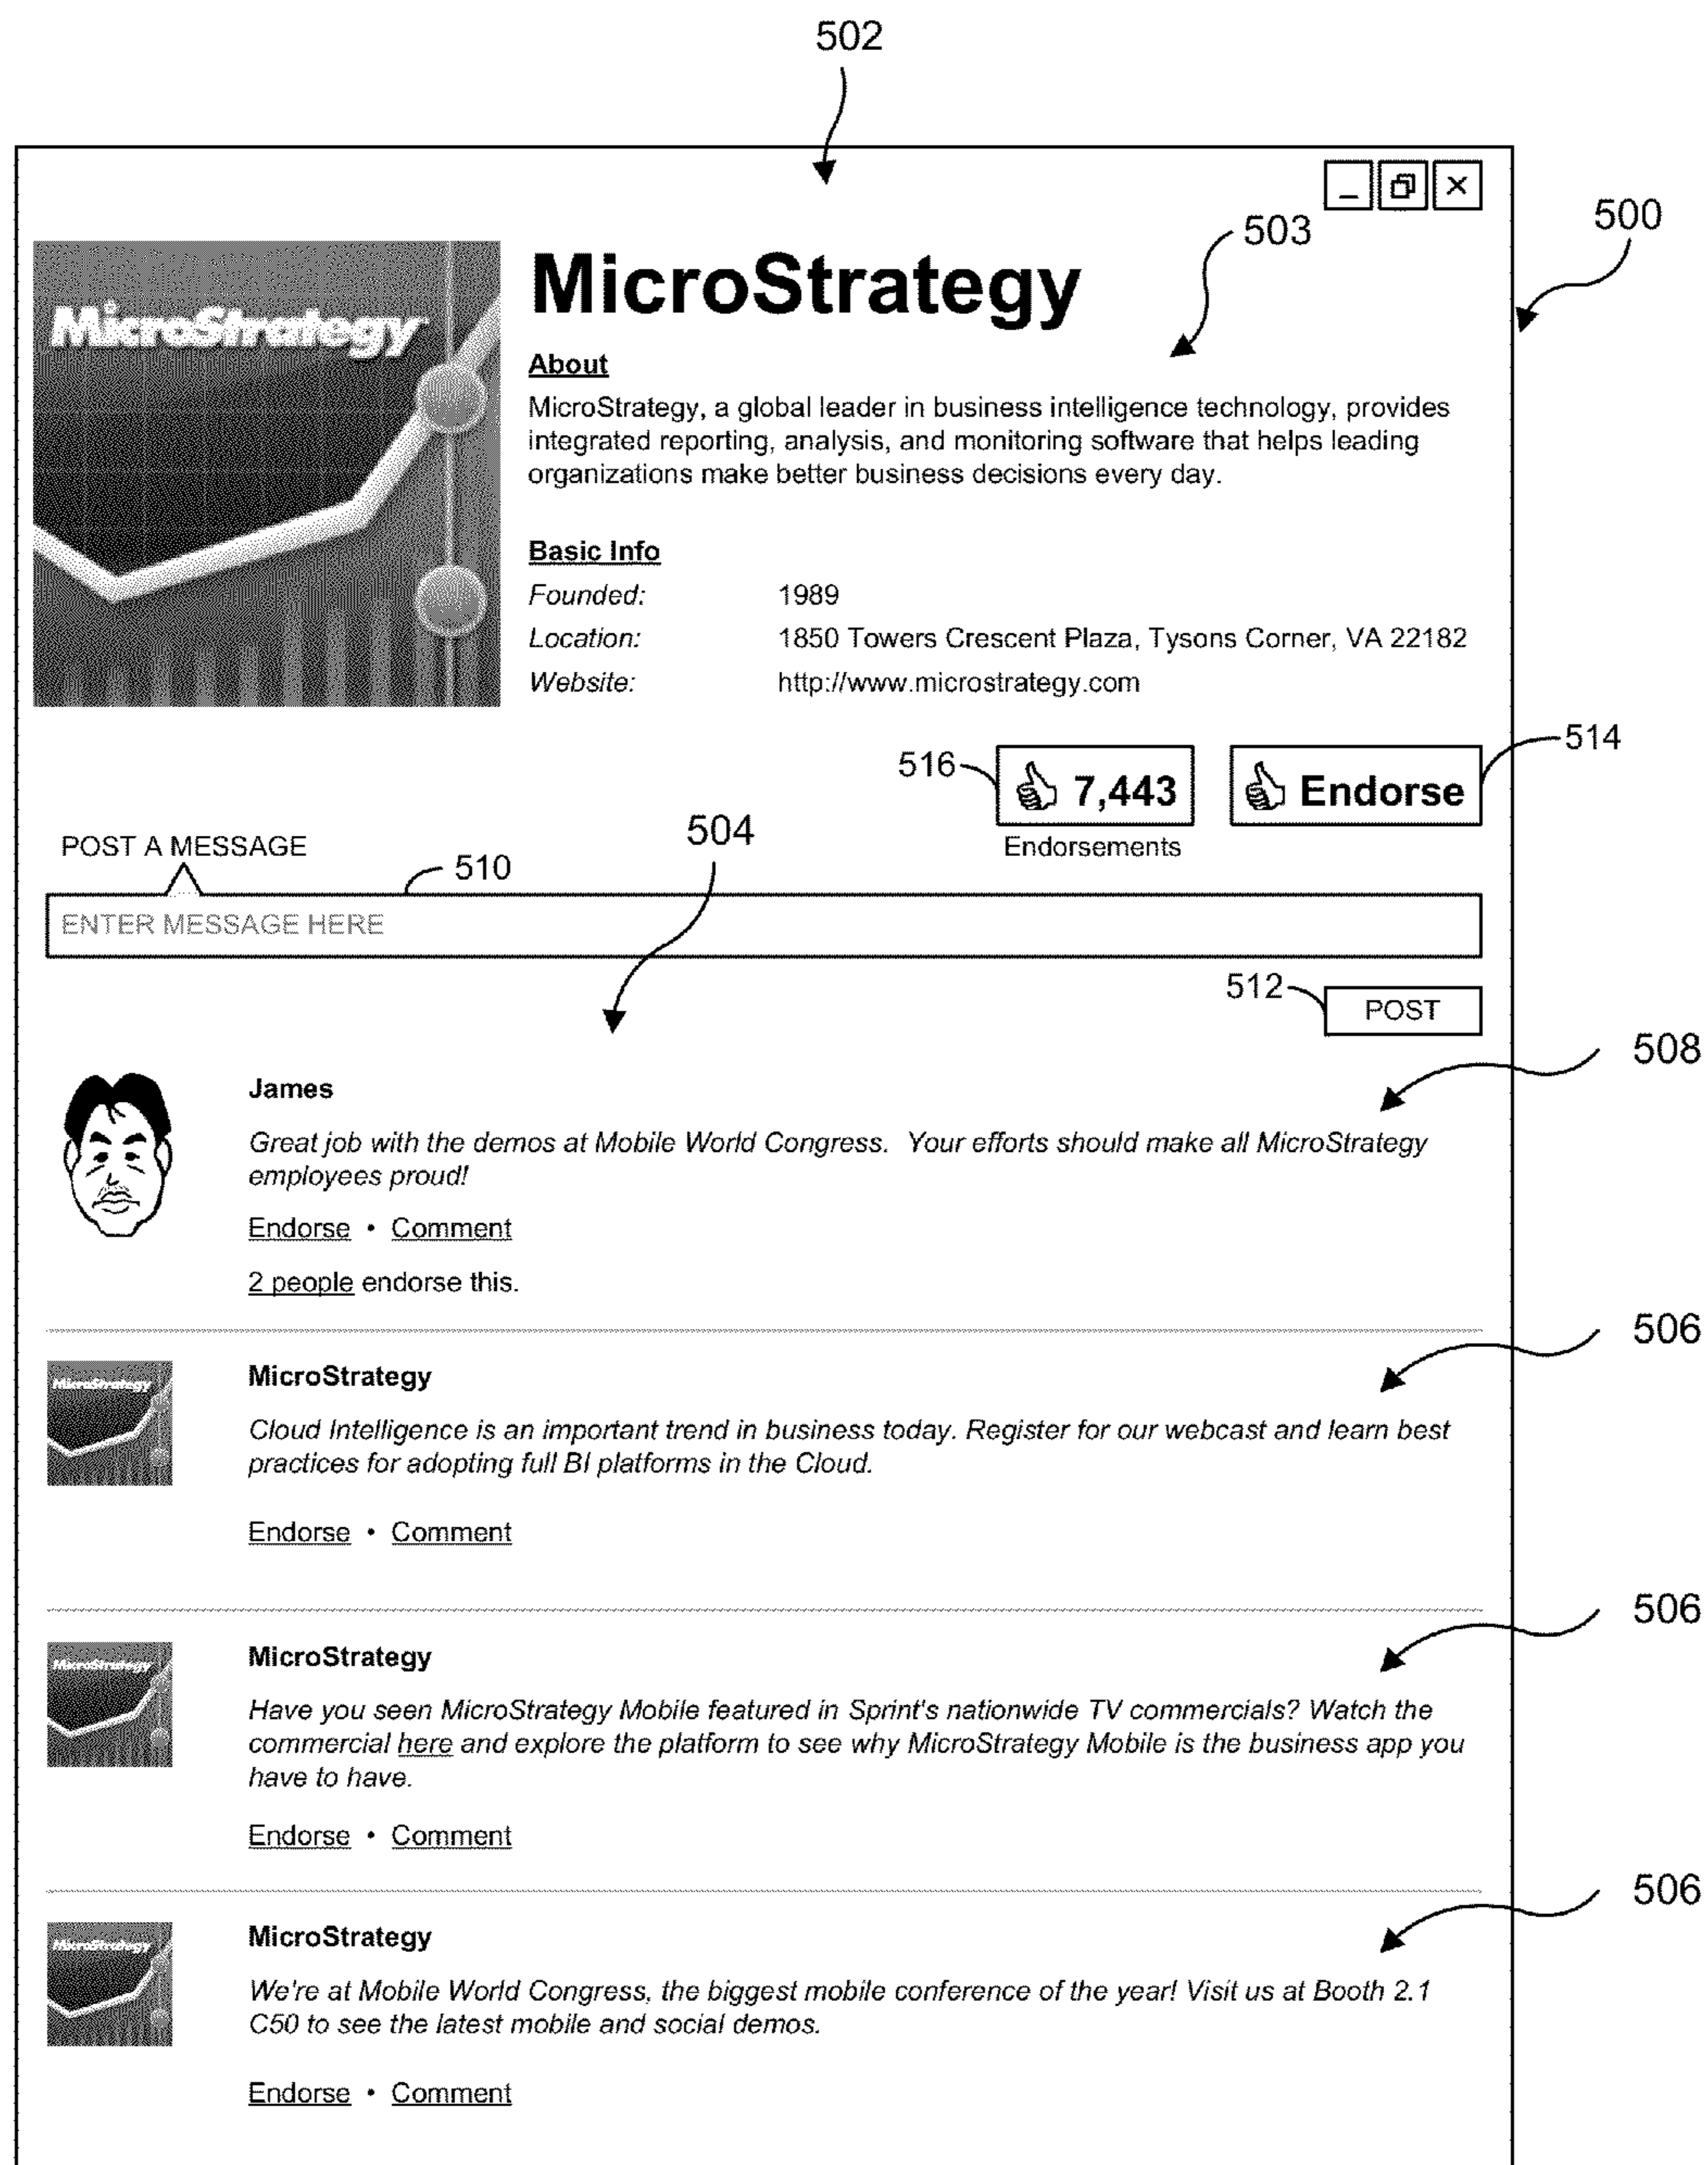 502
500
503
MicroStrategy
MicroStrategy
About
MicroStrategy, a global leader in business intelligence technology, provides
integrated reporting, analysis, and monitoring software that helps leading
organizations make better business decisions every day.
Basic Info
Founded: 1989
Location: 1850 Towers Crescent Plaza, Tysons Corner, VA 22182
Website: http://www.microstrategy.com
516 7,443 Endorse 514
Endorsements
POST A MESSAGE
510
504
ENTER MESSAGE HERE
512 POST
508
James
Great job with the demos at Mobile World Congress. Your efforts should make all MicroStrategy
employees proud!
Endorse • Comment
2 people endorse this.
506
MicroStrategy
MicroStrategy
Cloud Intelligence is an important trend in business today. Register for our webcast and learn best
practices for adopting full BI platforms in the Cloud.
Endorse • Comment
506
MicroStrategy
MicroStrategy
Have you seen MicroStrategy Mobile featured in Sprint's nationwide TV commercials? Watch the
commercial here and explore the platform to see why MicroStrategy Mobile is the business app you
have to have.
Endorse • Comment
506
MicroStrategy
MicroStrategy
We're at Mobile World Congress, the biggest mobile conference of the year! Visit us at Booth 2.1
C50 to see the latest mobile and social demos.
Endorse • Comment